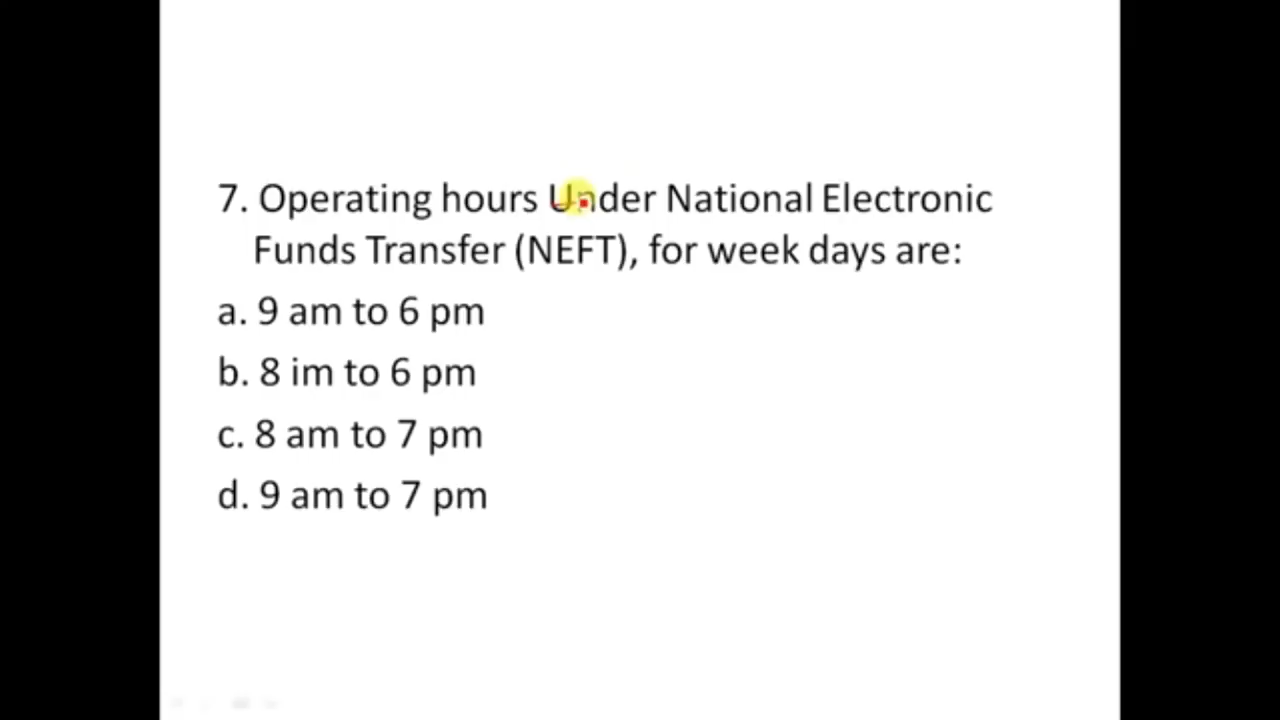 7. Operating hours Under National Electronic
Funds Transfer (NEFT), for week days are:
a. 9 am to 6 pm
b. 8 im to 6 pm
c. 8 am to 7 pm
d. 9 am to 7 pm